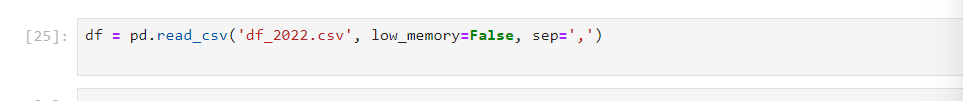 [25]: df = pd.read_csv('df_2022.csv', low_memory=False, sep=',')